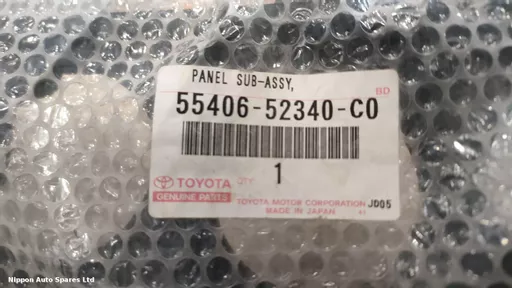 PANEL SUB-ASSY,
BD
55406-52340-C0
TOYOTA QTY 1
GENUINE PARTS
TOYOTA MOTOR CORPORATION JD05
MADE IN JAPAN
Nippon Auto Spares Ltd